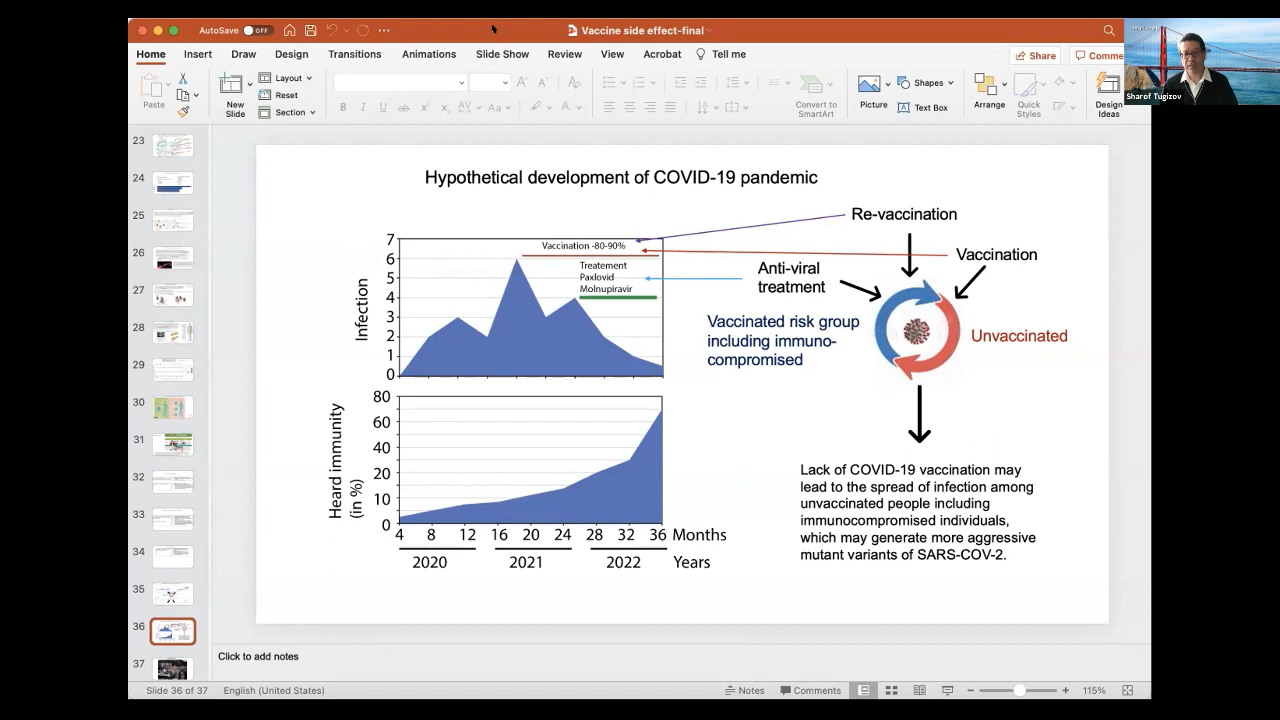 AutoSave OFF
Vaccine side effect-final
Home Insert Draw Design Transitions Animations Slide Show Review View Acrobat Tell me
Share Comme
Paste
New
Slide
Layout
Reset
Section
Convert to
SmartArt
Picture
Shapes
Text Box
Arrange
Quick
Styles
Design
Ideas
Sharof Tugizov
23
24
25
26
27
28
29
30
31
32
33
34
35
36
37
Hypothetical development of COVID-19 pandemic
7
6
5
4
3
2
1
0
Infection
Vaccination -80-90%
Treatement
Paxlovid
Molnupiravir
80
60
40
20
10
0
Heard immunity
(in %)
4 8 12 16 20 24 28 32 36 Months
2020 2021 2022 Years
Re-vaccination
Vaccination
Anti-viral
treatment
Vaccinated risk group
including immuno-
compromised
Unvaccinated
Lack of COVID-19 vaccination may
lead to the spread of infection among
unvaccinated people including
immunocompromised individuals,
which may generate more aggressive
mutant variants of SARS-COV-2.
Click to add notes
Slide 36 of 37 English (United States) Notes Comments 115%